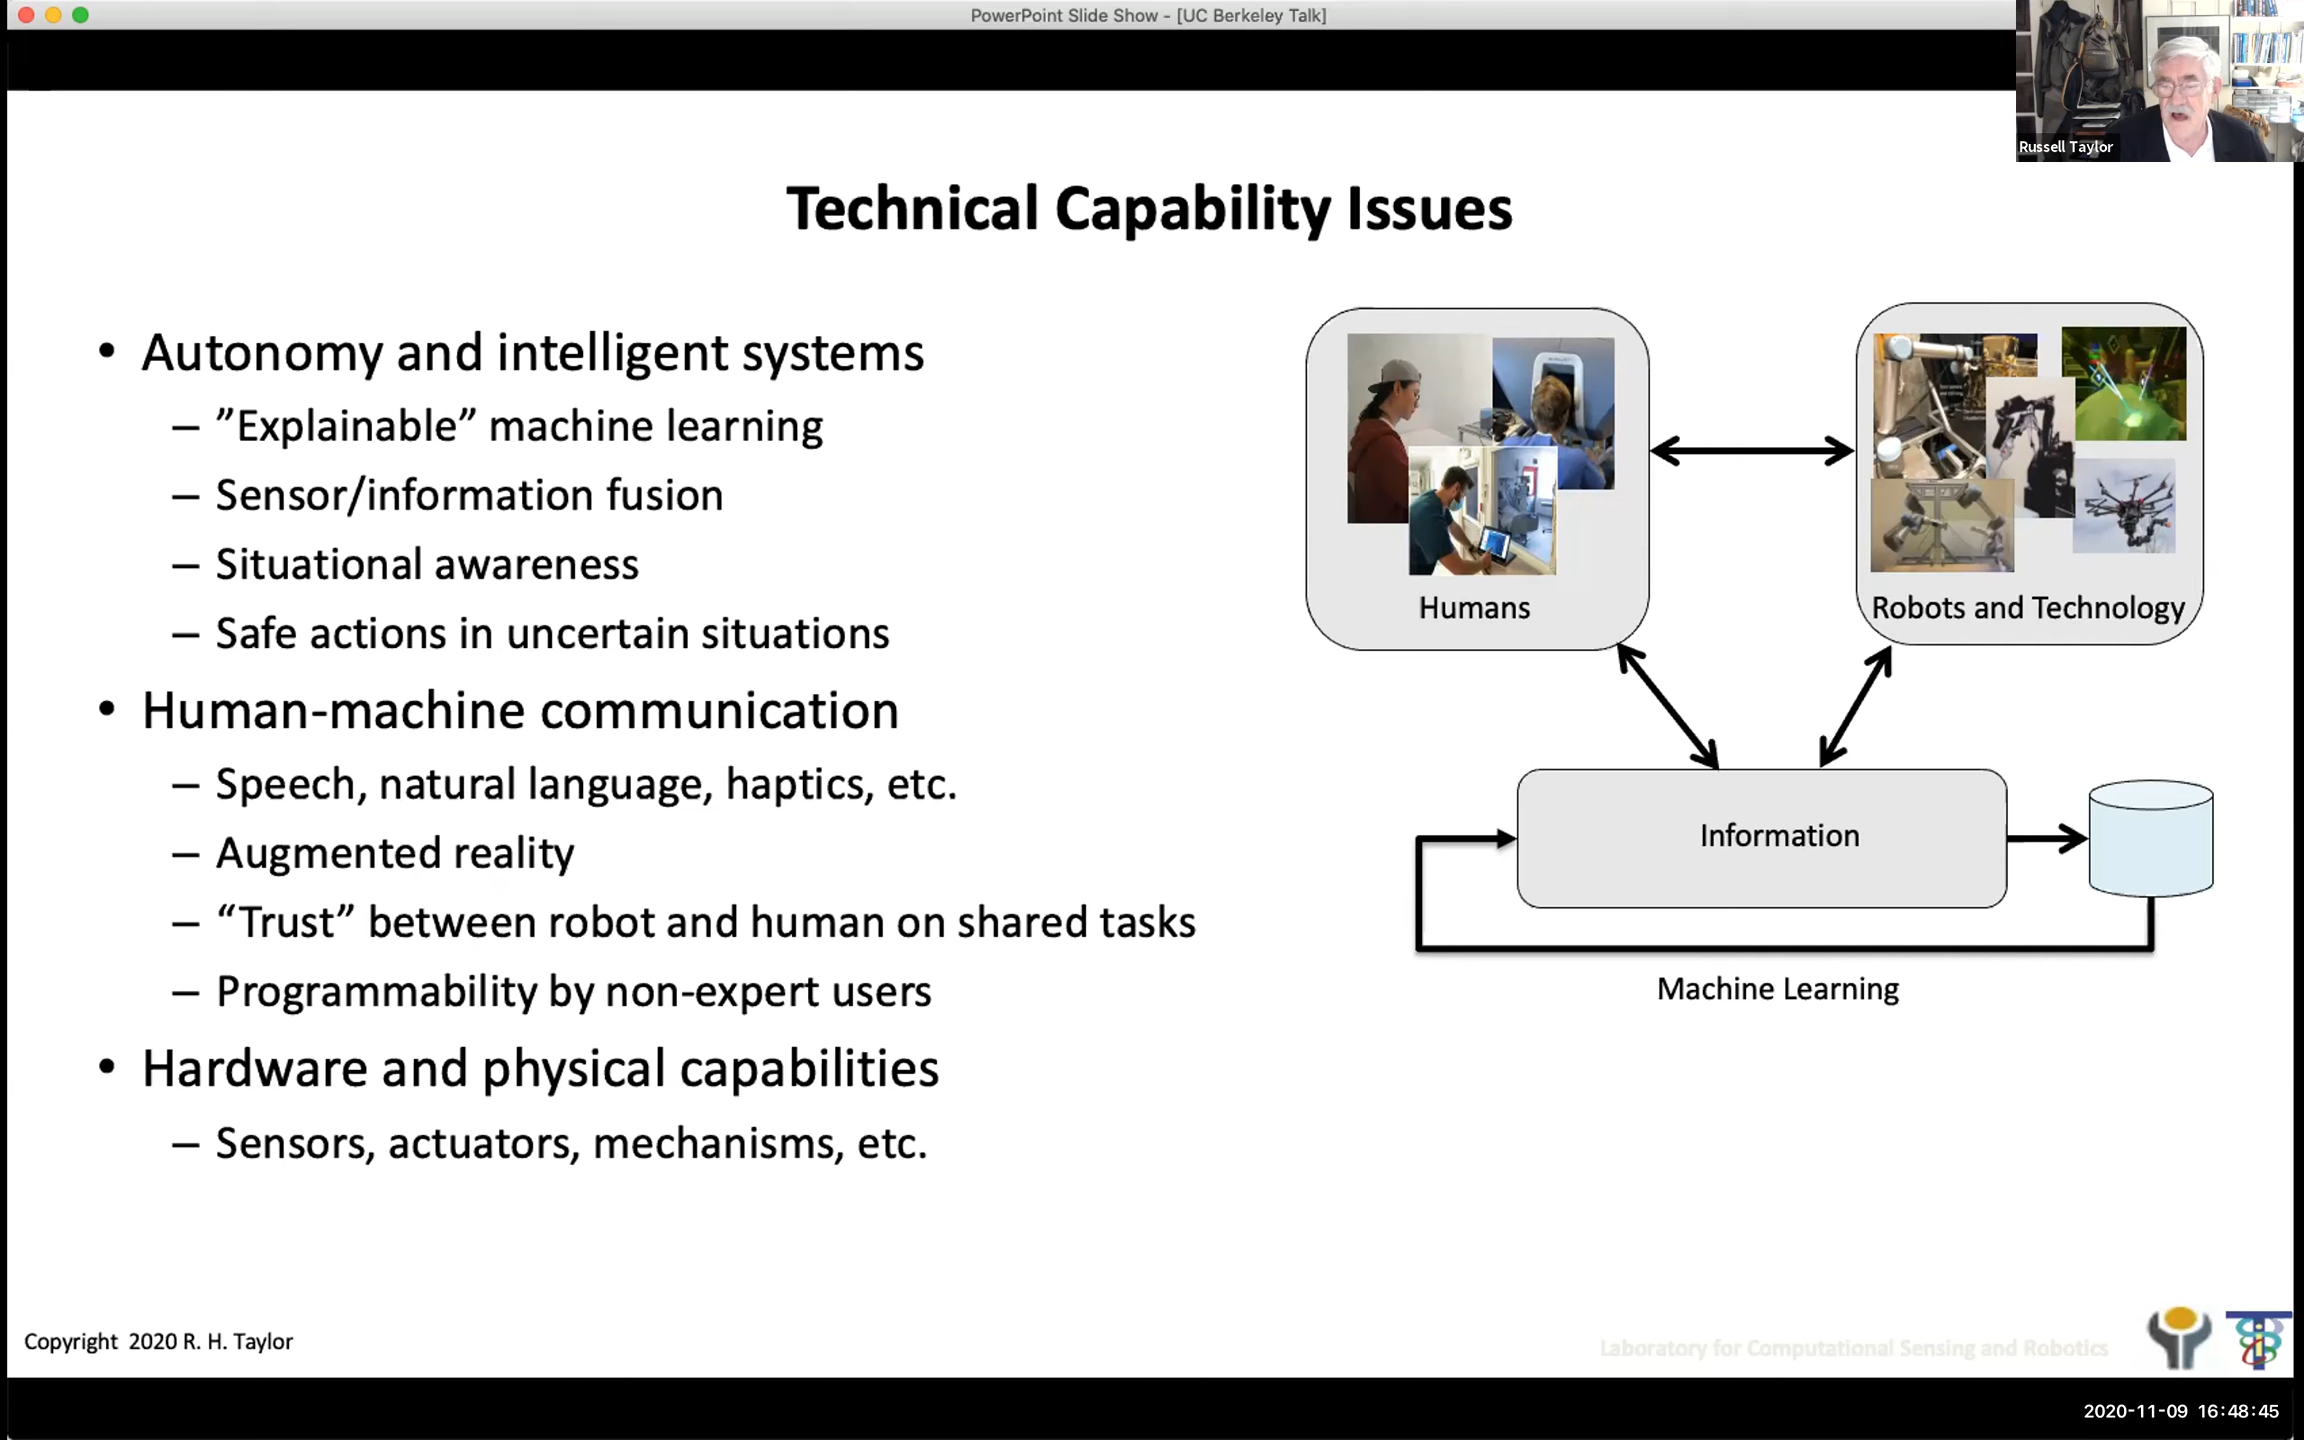 PowerPoint Slide Show - [UC Berkeley Talk]
Russell Taylor
Technical Capability Issues
• Autonomy and intelligent systems
– ”Explainable” machine learning
– Sensor/information fusion
– Situational awareness
– Safe actions in uncertain situations
• Human-machine communication
– Speech, natural language, haptics, etc.
– Augmented reality
– “Trust” between robot and human on shared tasks
– Programmability by non-expert users
• Hardware and physical capabilities
– Sensors, actuators, mechanisms, etc.
Humans
Robots and Technology
Information
Machine Learning
Copyright 2020 R. H. Taylor
Laboratory for Computational Sensing and Robotics
2020-11-09 16:48:45